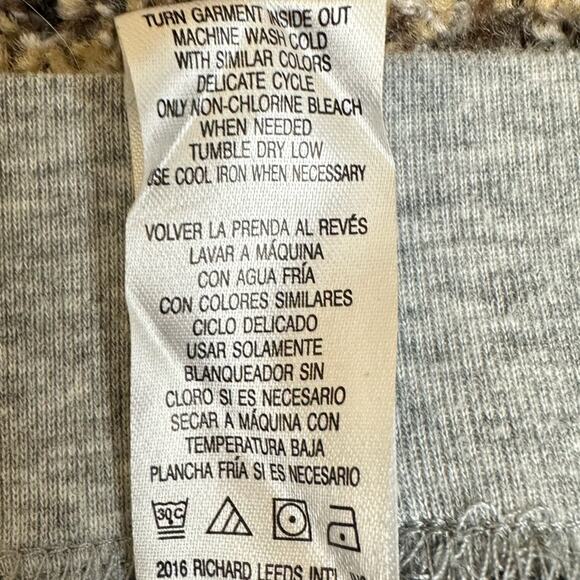 TURN GARMENT INSIDE OUT
MACHINE WASH COLD
WITH SIMILAR COLORS
DELICATE CYCLE
ONLY NON-CHLORINE BLEACH
WHEN NEEDED
TUMBLE DRY LOW
USE COOL IRON WHEN NECESSARY
VOLVER LA PRENDA AL REVÉS
LAVAR A MÁQUINA
CON AGUA FRÍA
CON COLORES SIMILARES
CICLO DELICADO
USAR SOLAMENTE
BLANQUEADOR SIN
CLORO SI ES NECESARIO
SECAR A MÁQUINA CON
TEMPERATURA BAJA
PLANCHA FRÍA SI ES NECESARIO
30C
2016 RICHARD LEEDS INT'L INC